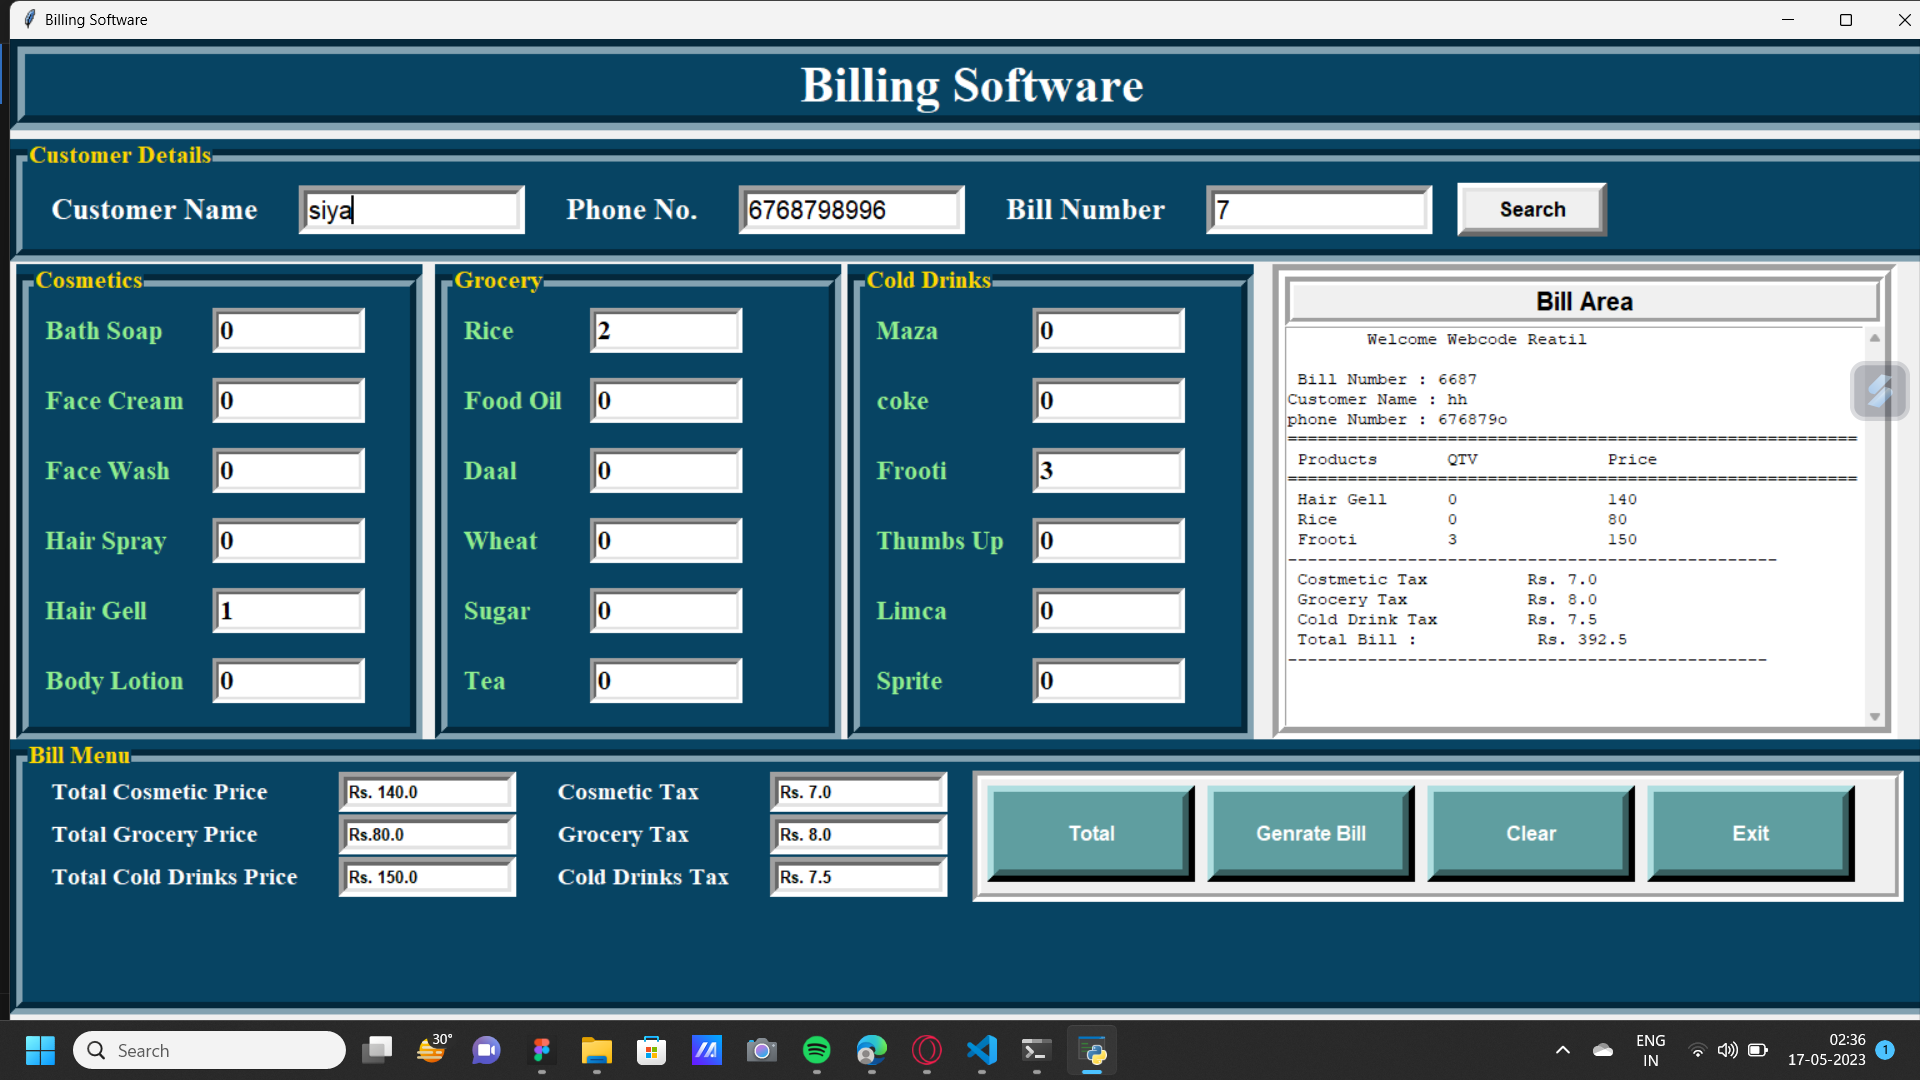 Billing Software
Billing Software
Customer Details
Customer Name siya Phone No. 6768798996 Bill Number 7 Search
Cosmetics
Bath Soap 0
Face Cream 0
Face Wash 0
Hair Spray 0
Hair Gell 1
Body Lotion 0
Grocery
Rice 2
Food Oil 0
Daal 0
Wheat 0
Sugar 0
Tea 0
Cold Drinks
Maza 0
coke 0
Frooti 3
Thumbs Up 0
Limca 0
Sprite 0
Bill Area
Welcome Webcode Reatil
Bill Number : 6687
Customer Name : hh
phone Number : 676879o
=========================================================
Products QTV Price
=========================================================
Hair Gell 0 140
Rice 0 80
Frooti 3 150
-------------------------------------------------
Costmetic Tax Rs. 7.0
Grocery Tax Rs. 8.0
Cold Drink Tax Rs. 7.5
Total Bill : Rs. 392.5
------------------------------------------------
Bill Menu
Total Cosmetic Price Rs. 140.0 Cosmetic Tax Rs. 7.0
Total Grocery Price Rs.80.0 Grocery Tax Rs. 8.0
Total Cold Drinks Price Rs. 150.0 Cold Drinks Tax Rs. 7.5
Total Genrate Bill Clear Exit
Search
30°
ENG
IN
02:36
17-05-2023
1